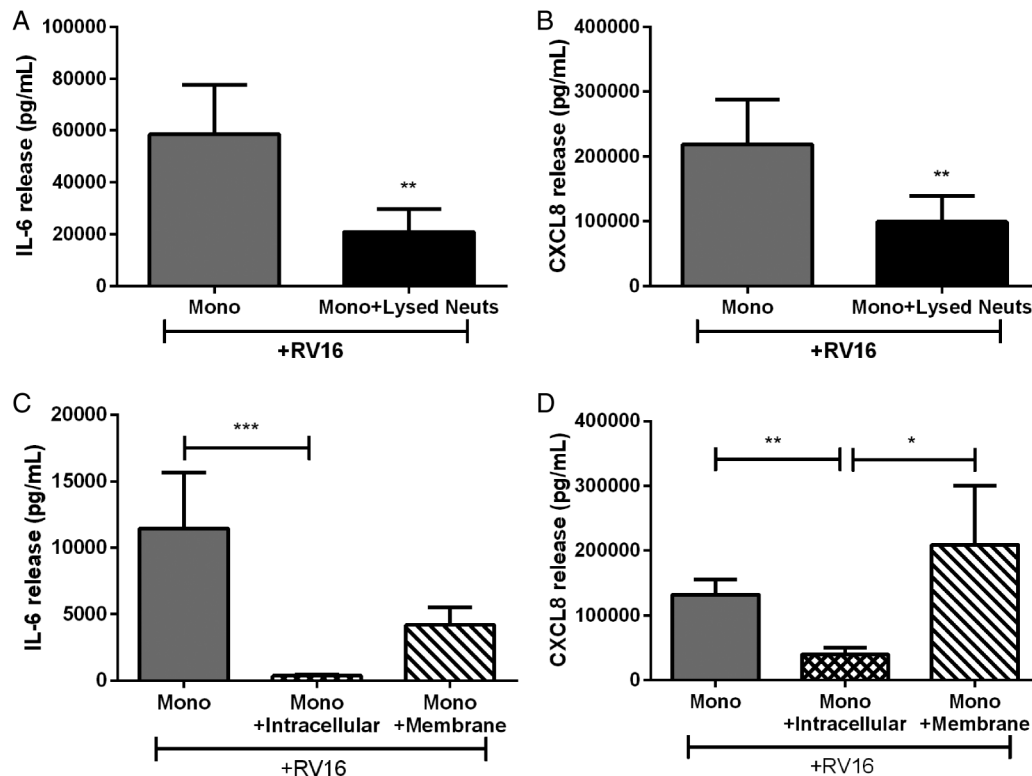 A
IL-6 release (pg/mL)
100000
80000
60000
40000
20000
0
**
Mono
Mono+Lysed Neuts
+RV16
B
CXCL8 release (pg/mL)
400000
300000
200000
100000
0
**
Mono
Mono+Lysed Neuts
+RV16
C
IL-6 release (pg/mL)
20000
15000
10000
5000
0
***
Mono
Mono
+Intracellular
Mono
+Membrane
+RV16
D
CXCL8 release (pg/mL)
400000
300000
200000
100000
0
**
*
Mono
Mono
+Intracellular
Mono
+Membrane
+RV16